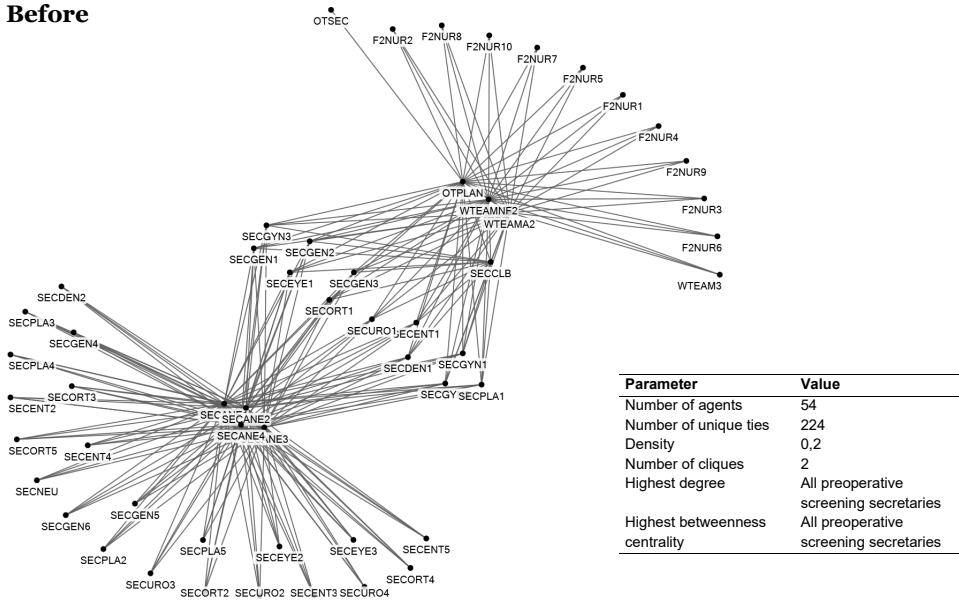 Before
OTSEC
F2NUR2
F2NUR8
F2NUR10
F2NUR7
F2NUR5
F2NUR1
F2NUR4
F2NUR9
F2NUR3
F2NUR6
WTEAM3
OTPLAN
WTEAMNF2
WTEAMA2
SECGYN3
SECGEN2
SECGEN1
SECCLB
SECEYE1
SECGEN3
SECORT1
SECURO1
SECENT1
SECDEN1
SECGYN1
SECGY
SECPLA1
SECDEN2
SECPLA3
SECGEN4
SECPLA4
SECORT3
SECENT2
SECANE2
SECANE4
SECORT5
SECENT4
SECNEU
SECGEN5
SECGEN6
SECPLA2
SECPLA5
SECEYE2
SECEYE3
SECENT5
SECURO3
SECORT2
SECURO2
SECENT3
SECURO4
SECORT4
Parameter Value
Number of agents 54
Number of unique ties 224
Density 0,2
Number of cliques 2
Highest degree All preoperative
screening secretaries
Highest betweenness All preoperative
centrality screening secretaries